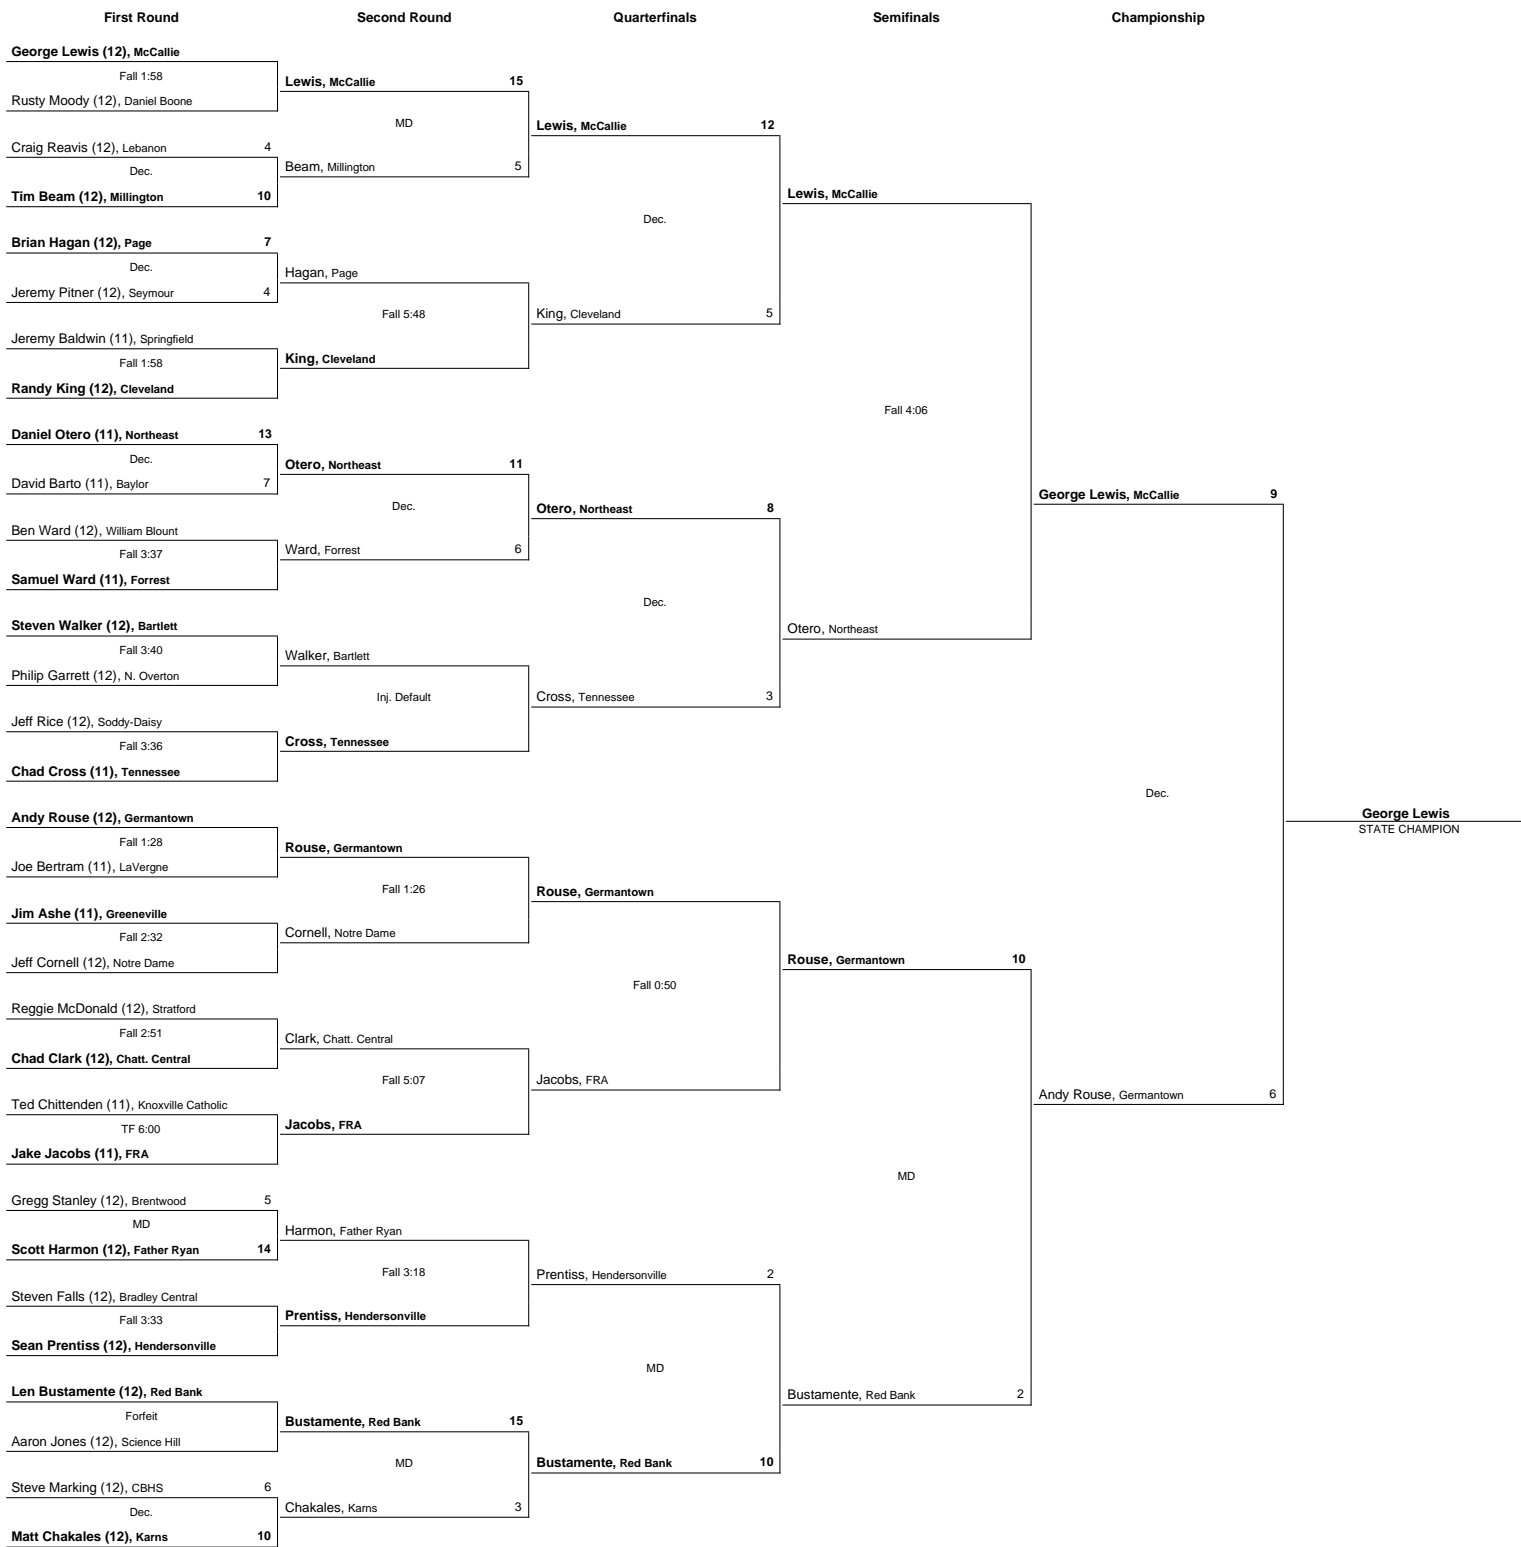 First Round
Second Round
Quarterfinals
Semifinals
Championship
George Lewis (12), McCallie
Fall 1:58
Rusty Moody (12), Daniel Boone
Craig Reavis (12), Lebanon 4
Dec.
Tim Beam (12), Millington 10
Brian Hagan (12), Page 7
Dec.
Jeremy Pitner (12), Seymour 4
Jeremy Baldwin (11), Springfield
Fall 1:58
Randy King (12), Cleveland
Daniel Otero (11), Northeast 13
Dec.
David Barto (11), Baylor 7
Ben Ward (12), William Blount
Fall 3:37
Samuel Ward (11), Forrest
Steven Walker (12), Bartlett
Fall 3:40
Philip Garrett (12), N. Overton
Jeff Rice (12), Soddy-Daisy
Fall 3:36
Chad Cross (11), Tennessee
Andy Rouse (12), Germantown
Fall 1:28
Joe Bertram (11), LaVergne
Jim Ashe (11), Greeneville
Fall 2:32
Jeff Cornell (12), Notre Dame
Reggie McDonald (12), Stratford
Fall 2:51
Chad Clark (12), Chatt. Central
Ted Chittenden (11), Knoxville Catholic
TF 6:00
Jake Jacobs (11), FRA
Gregg Stanley (12), Brentwood 5
MD
Scott Harmon (12), Father Ryan 14
Steven Falls (12), Bradley Central
Fall 3:33
Sean Prentiss (12), Hendersonville
Len Bustamente (12), Red Bank
Forfeit
Aaron Jones (12), Science Hill
Steve Marking (12), CBHS 6
Dec.
Matt Chakales (12), Karns 10
Lewis, McCallie 15
MD
Beam, Millington 5
Hagan, Page
Fall 5:48
King, Cleveland
Otero, Northeast 11
Dec.
Ward, Forrest 6
Walker, Bartlett
Inj. Default
Cross, Tennessee
Rouse, Germantown
Fall 1:26
Cornell, Notre Dame
Clark, Chatt. Central
Fall 5:07
Jacobs, FRA
Harmon, Father Ryan
Fall 3:18
Prentiss, Hendersonville
Bustamente, Red Bank 15
MD
Chakales, Karns 3
Lewis, McCallie 12
Dec.
King, Cleveland 5
Otero, Northeast 8
Dec.
Cross, Tennessee 3
Rouse, Germantown
Fall 0:50
Jacobs, FRA
Prentiss, Hendersonville 2
MD
Bustamente, Red Bank 10
Lewis, McCallie
Fall 4:06
Otero, Northeast
Rouse, Germantown 10
MD
Bustamente, Red Bank 2
George Lewis, McCallie 9
Dec.
Andy Rouse, Germantown 6
George Lewis
STATE CHAMPION